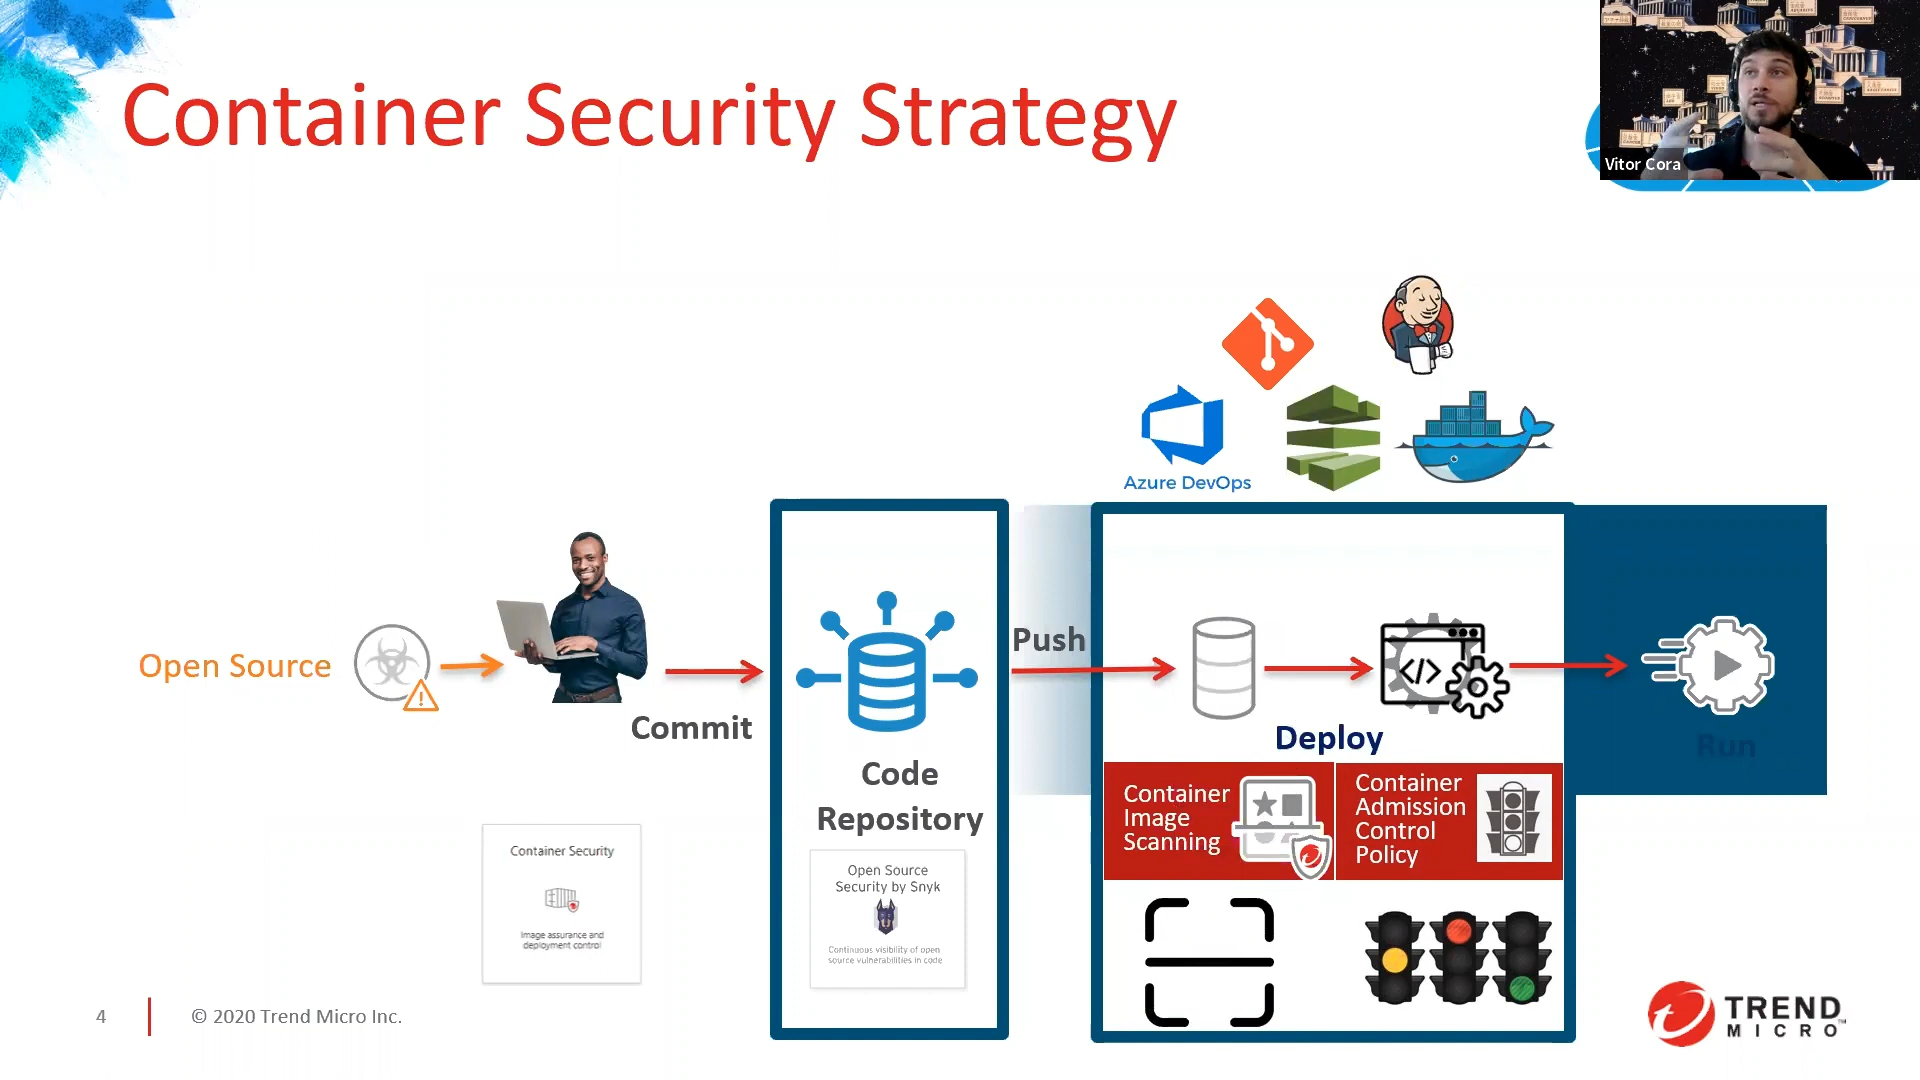 Container Security Strategy
Vitor Cora
Azure DevOps
Open Source
Commit
Push
Code
Repository
Deploy
Run
Container
Image
Scanning
Container
Admission
Control
Policy
Container Security
Image assurance and
deployment control
Open Source
Security by Snyk
Continuous visibility of open
source vulnerabilities in code
4
© 2020 Trend Micro Inc.
TREND
MICRO™